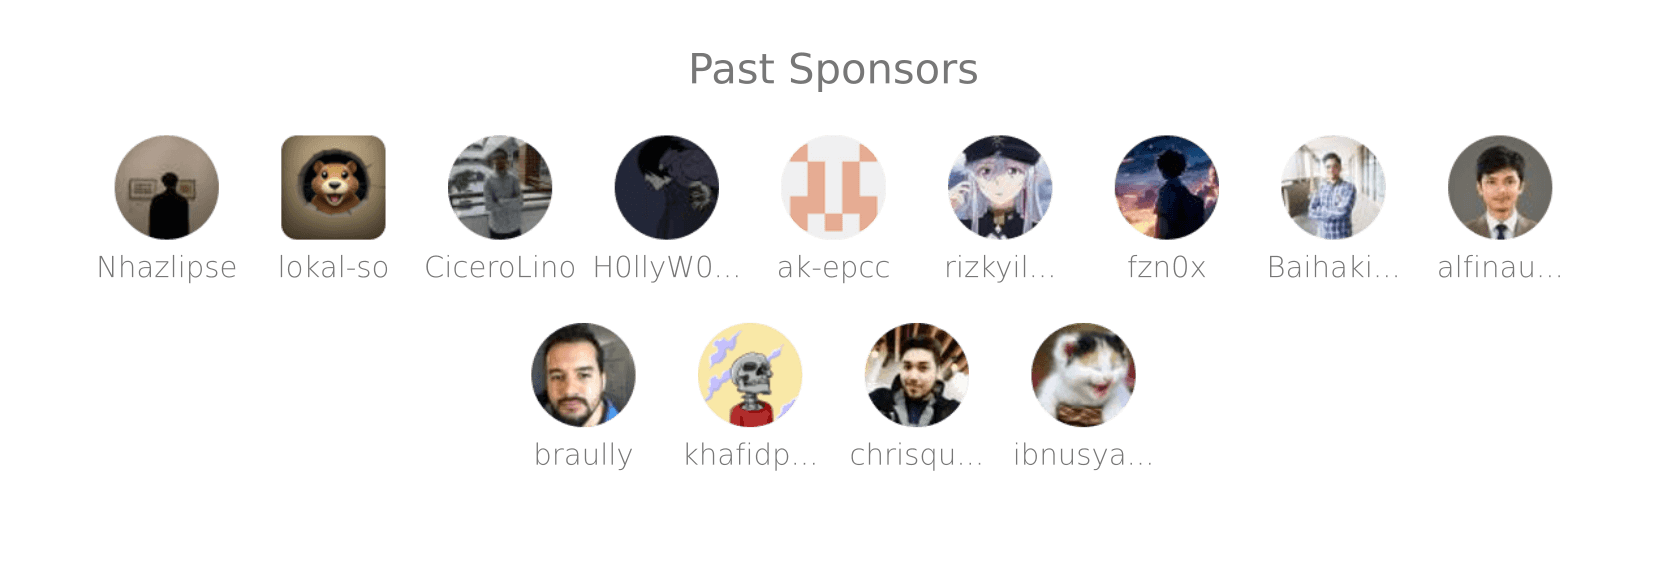 Past Sponsors
Nhazlipse lokal-so CiceroLino H0llyW0... ak-epcc rizkyil... fzn0x Baihaki... alfinau...
braully khafidp... chrisqu... ibnusya...